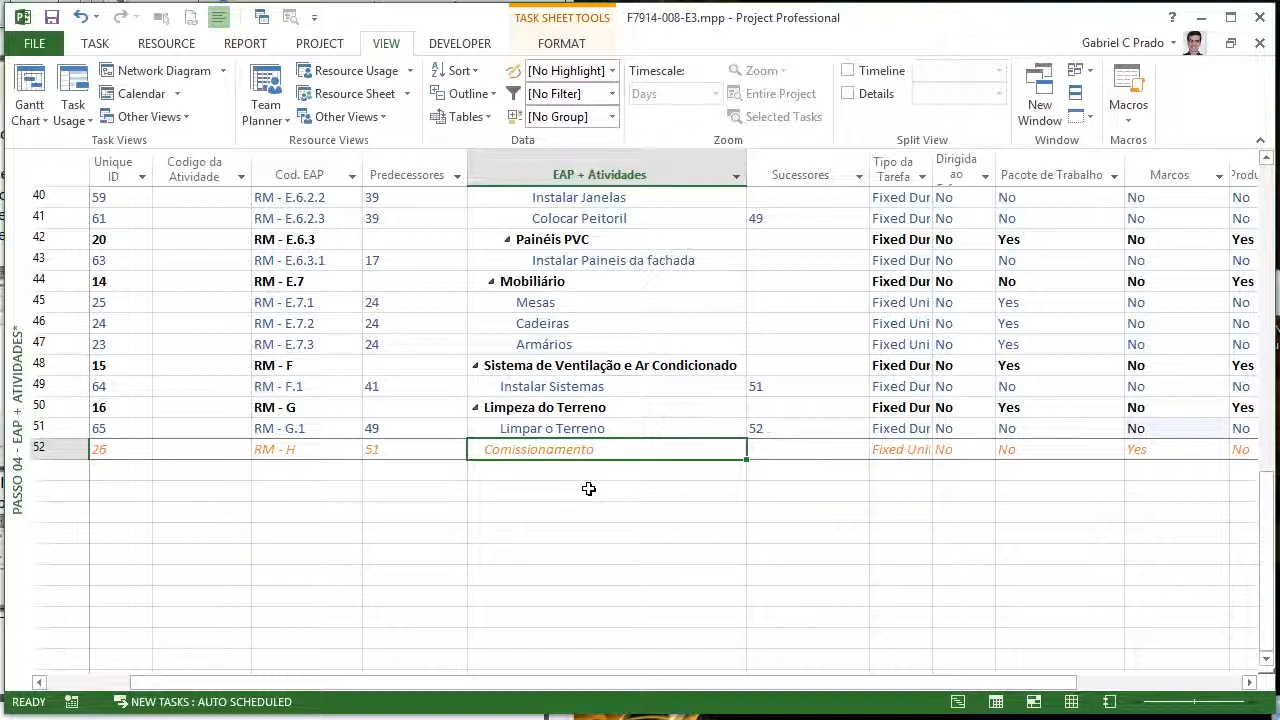 TASK SHEET TOOLS
F7914-008-E3.mpp - Project Professional
FILE TASK RESOURCE REPORT PROJECT VIEW DEVELOPER FORMAT Gabriel C Prado
Gantt Chart
Task Usage
Network Diagram
Calendar
Other Views
Task Views
Team Planner
Resource Usage
Resource Sheet
Other Views
Resource Views
Sort
Outline
Tables
[No Highlight]
[No Filter]
[No Group]
Data
Timescale:
Days
Zoom
Entire Project
Selected Tasks
Zoom
Timeline
Details
Split View
New Window
Window
Macros
Macros
Unique ID Codigo da Atividade Cod. EAP Predecessores EAP + Atividades Sucessores Tipo da Tarefa Dirigida ao Pacote de Trabalho Marcos
40 59 RM - E.6.2.2 39 Instalar Janelas Fixed Dur No No No No
41 61 RM - E.6.2.3 39 Colocar Peitoril 49 Fixed Dur No No No No
42 20 RM - E.6.3 Painéis PVC Fixed Dur No Yes No Yes
43 63 RM - E.6.3.1 17 Instalar Paineis da fachada Fixed Dur No No No No
44 14 RM - E.7 Mobiliário Fixed Dur No No No Yes
45 25 RM - E.7.1 24 Mesas Fixed Uni No Yes No No
46 24 RM - E.7.2 24 Cadeiras Fixed Uni No Yes No No
47 23 RM - E.7.3 24 Armários Fixed Uni No Yes No No
48 15 RM - F Sistema de Ventilação e Ar Condicionado Fixed Dur No No No Yes
49 64 RM - F.1 41 Instalar Sistemas 51 Fixed Dur No No No No
50 16 RM - G Limpeza do Terreno Fixed Dur No Yes No Yes
51 65 RM - G.1 49 Limpar o Terreno 52 Fixed Dur No No No No
52 26 RM - H 51 Comissionamento Fixed Uni No No Yes No
PASSO 04 - EAP + ATIVIDADES*
READY NEW TASKS : AUTO SCHEDULED